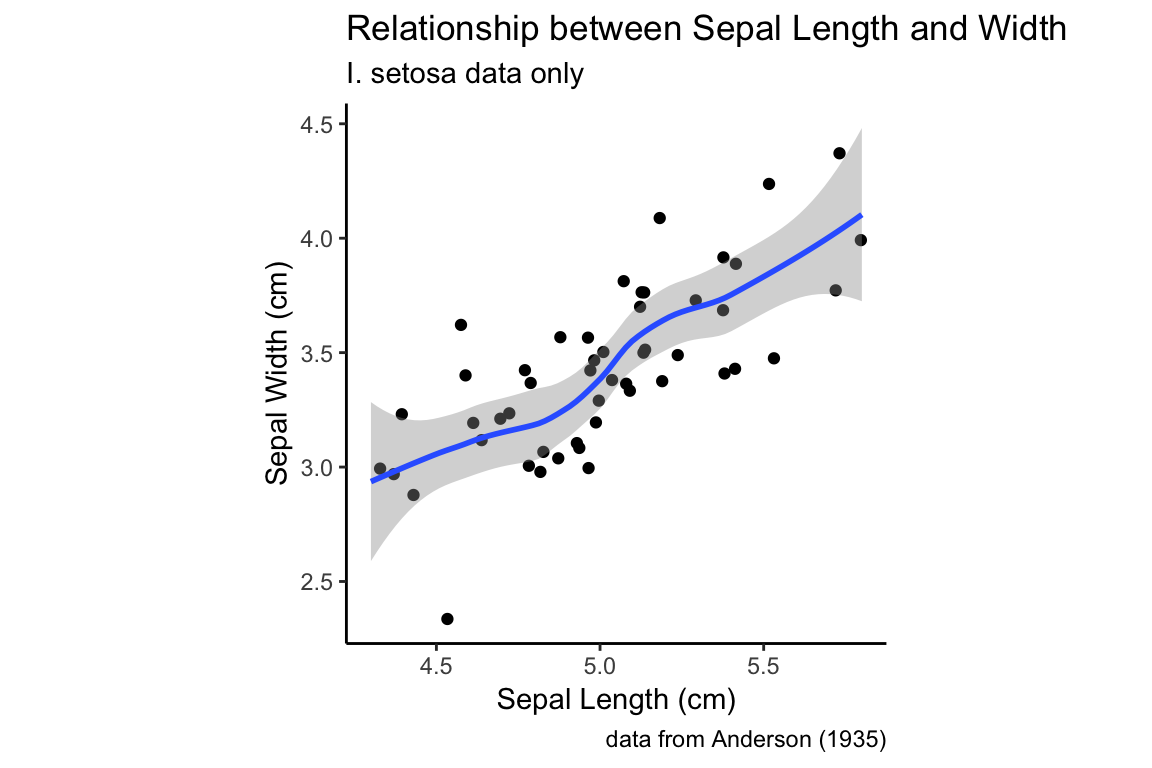 Relationship between Sepal Length and Width
I. setosa data only
4.5
4.0
3.5
3.0
2.5
Sepal Width (cm)
4.5 5.0 5.5
Sepal Length (cm)
data from Anderson (1935)